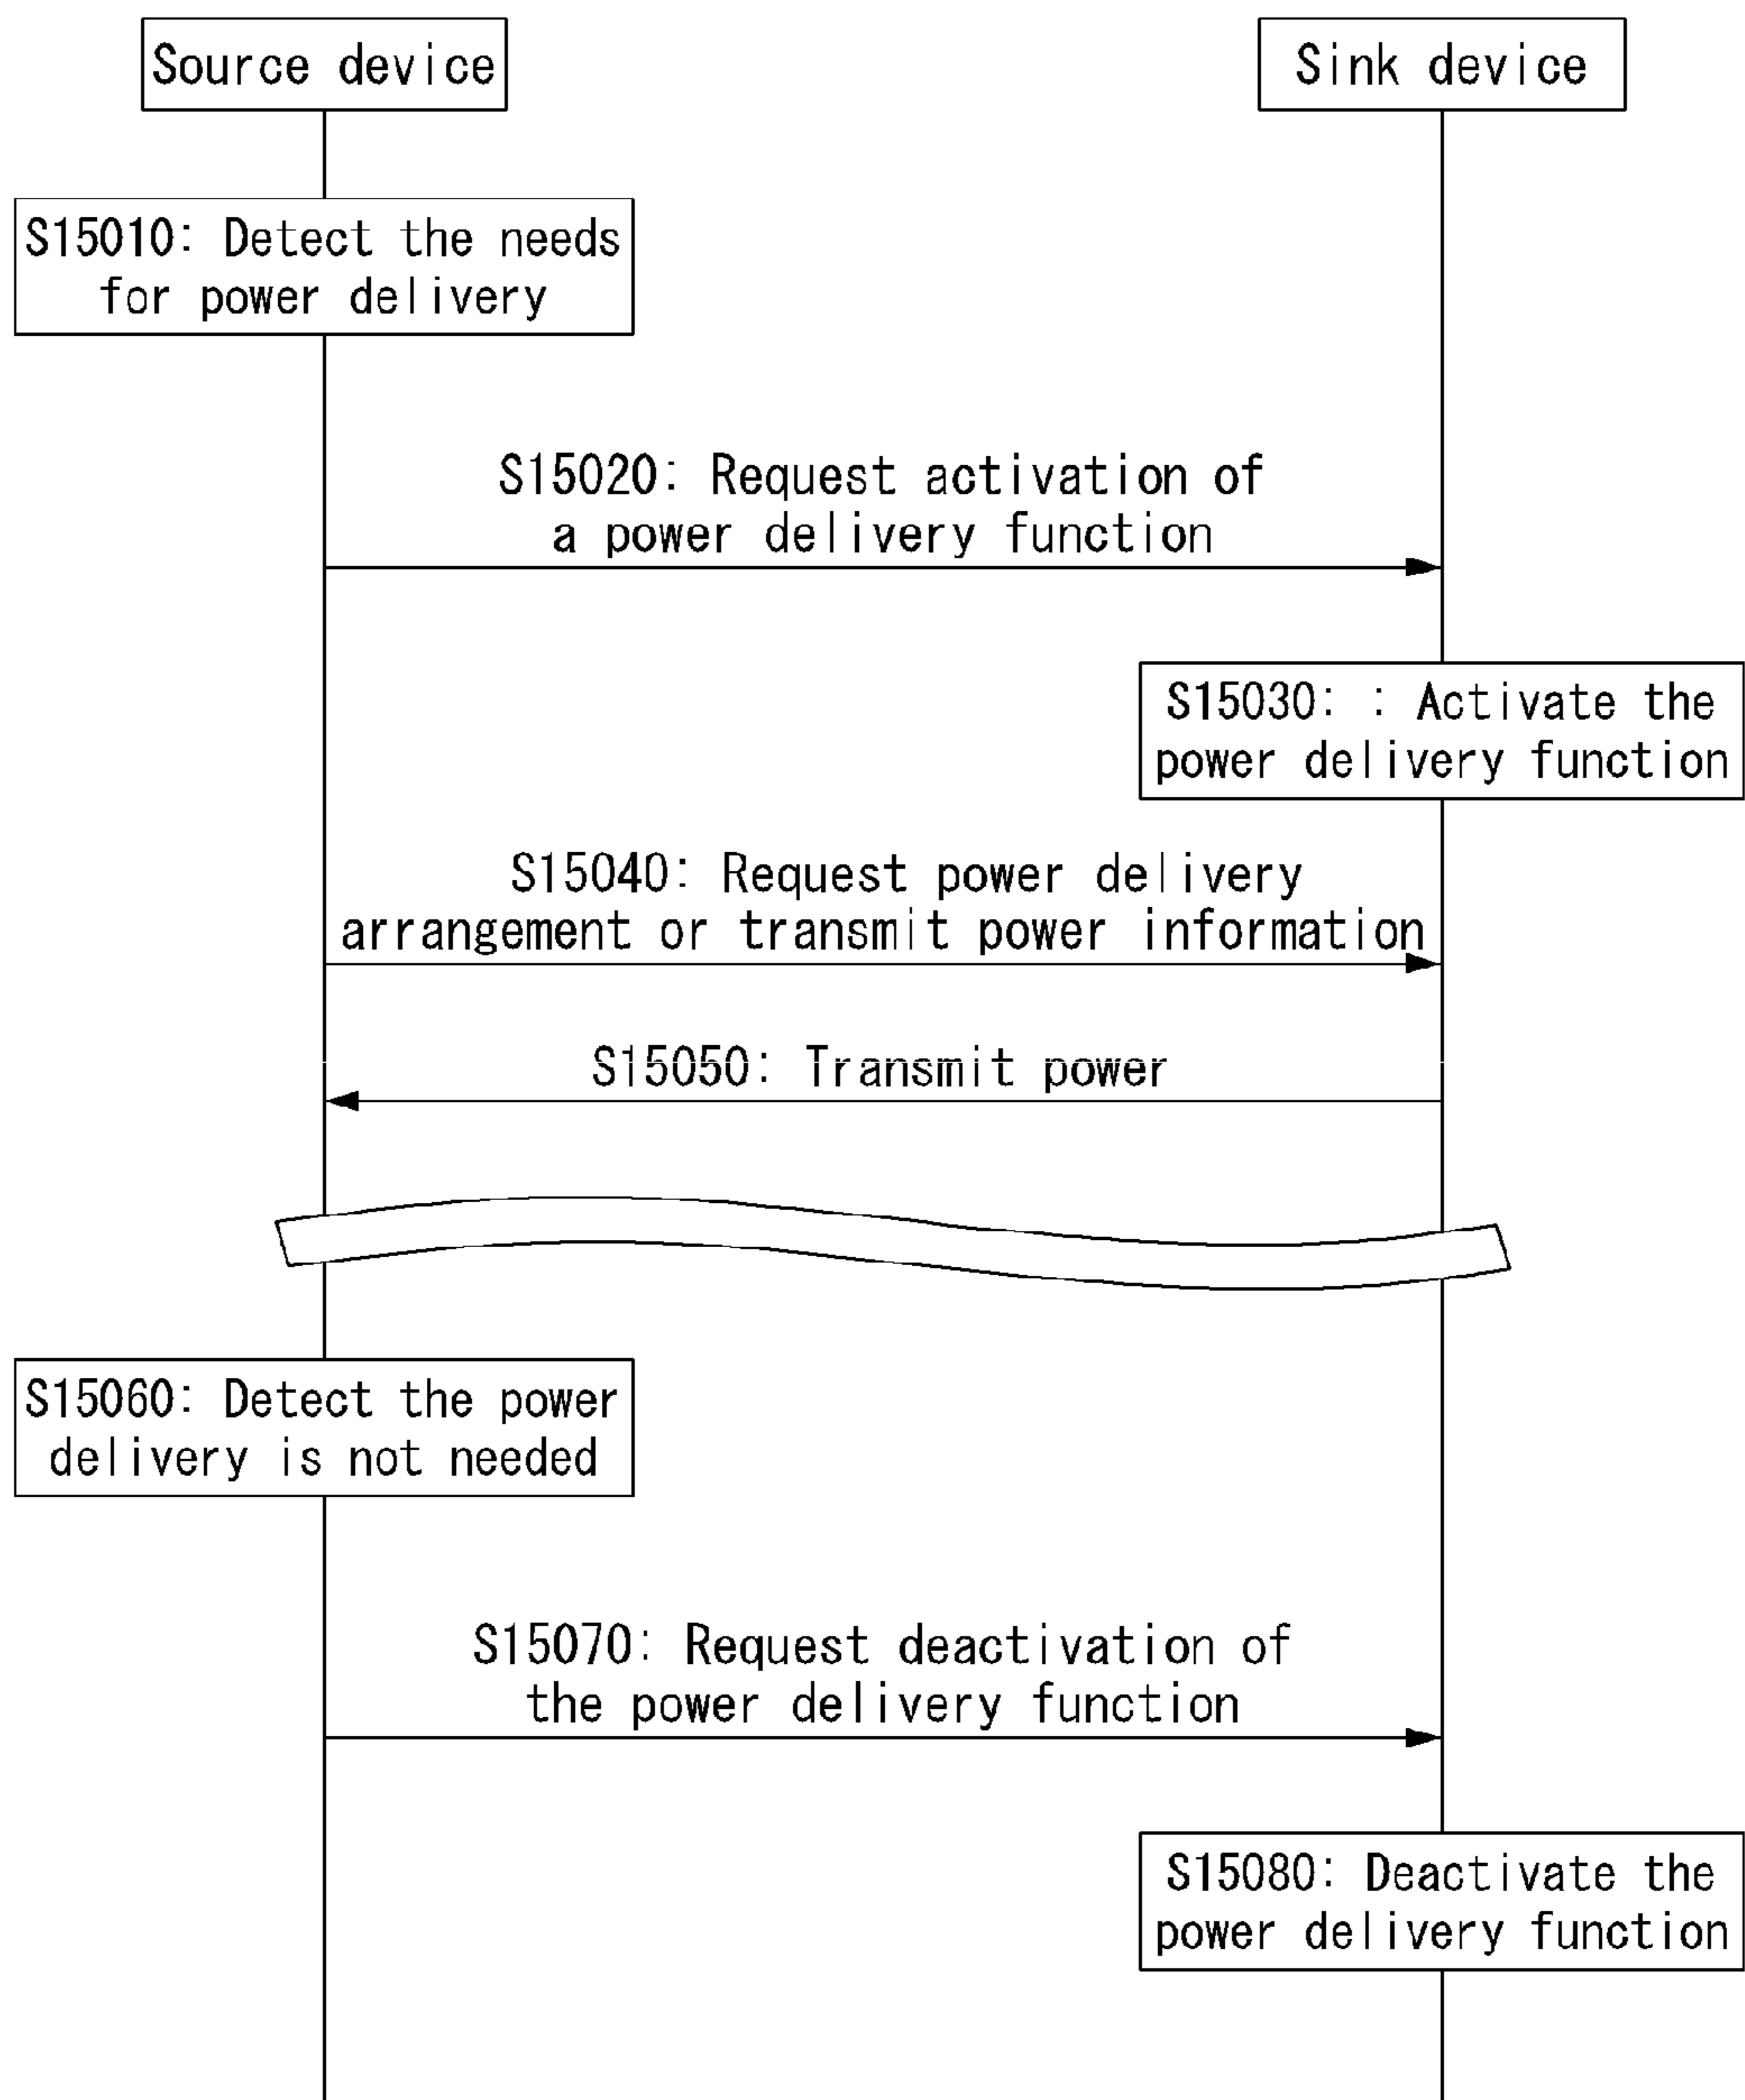 Source device
Sink device
S15010: Detect the needs
for power delivery
S15020: Request activation of
a power delivery function
S15030: : Activate the
power delivery function
S15040: Request power delivery
arrangement or transmit power information
S15050: Transmit power
S15060: Detect the power
delivery is not needed
S15070: Request deactivation of
the power delivery function
S15080: Deactivate the
power delivery function